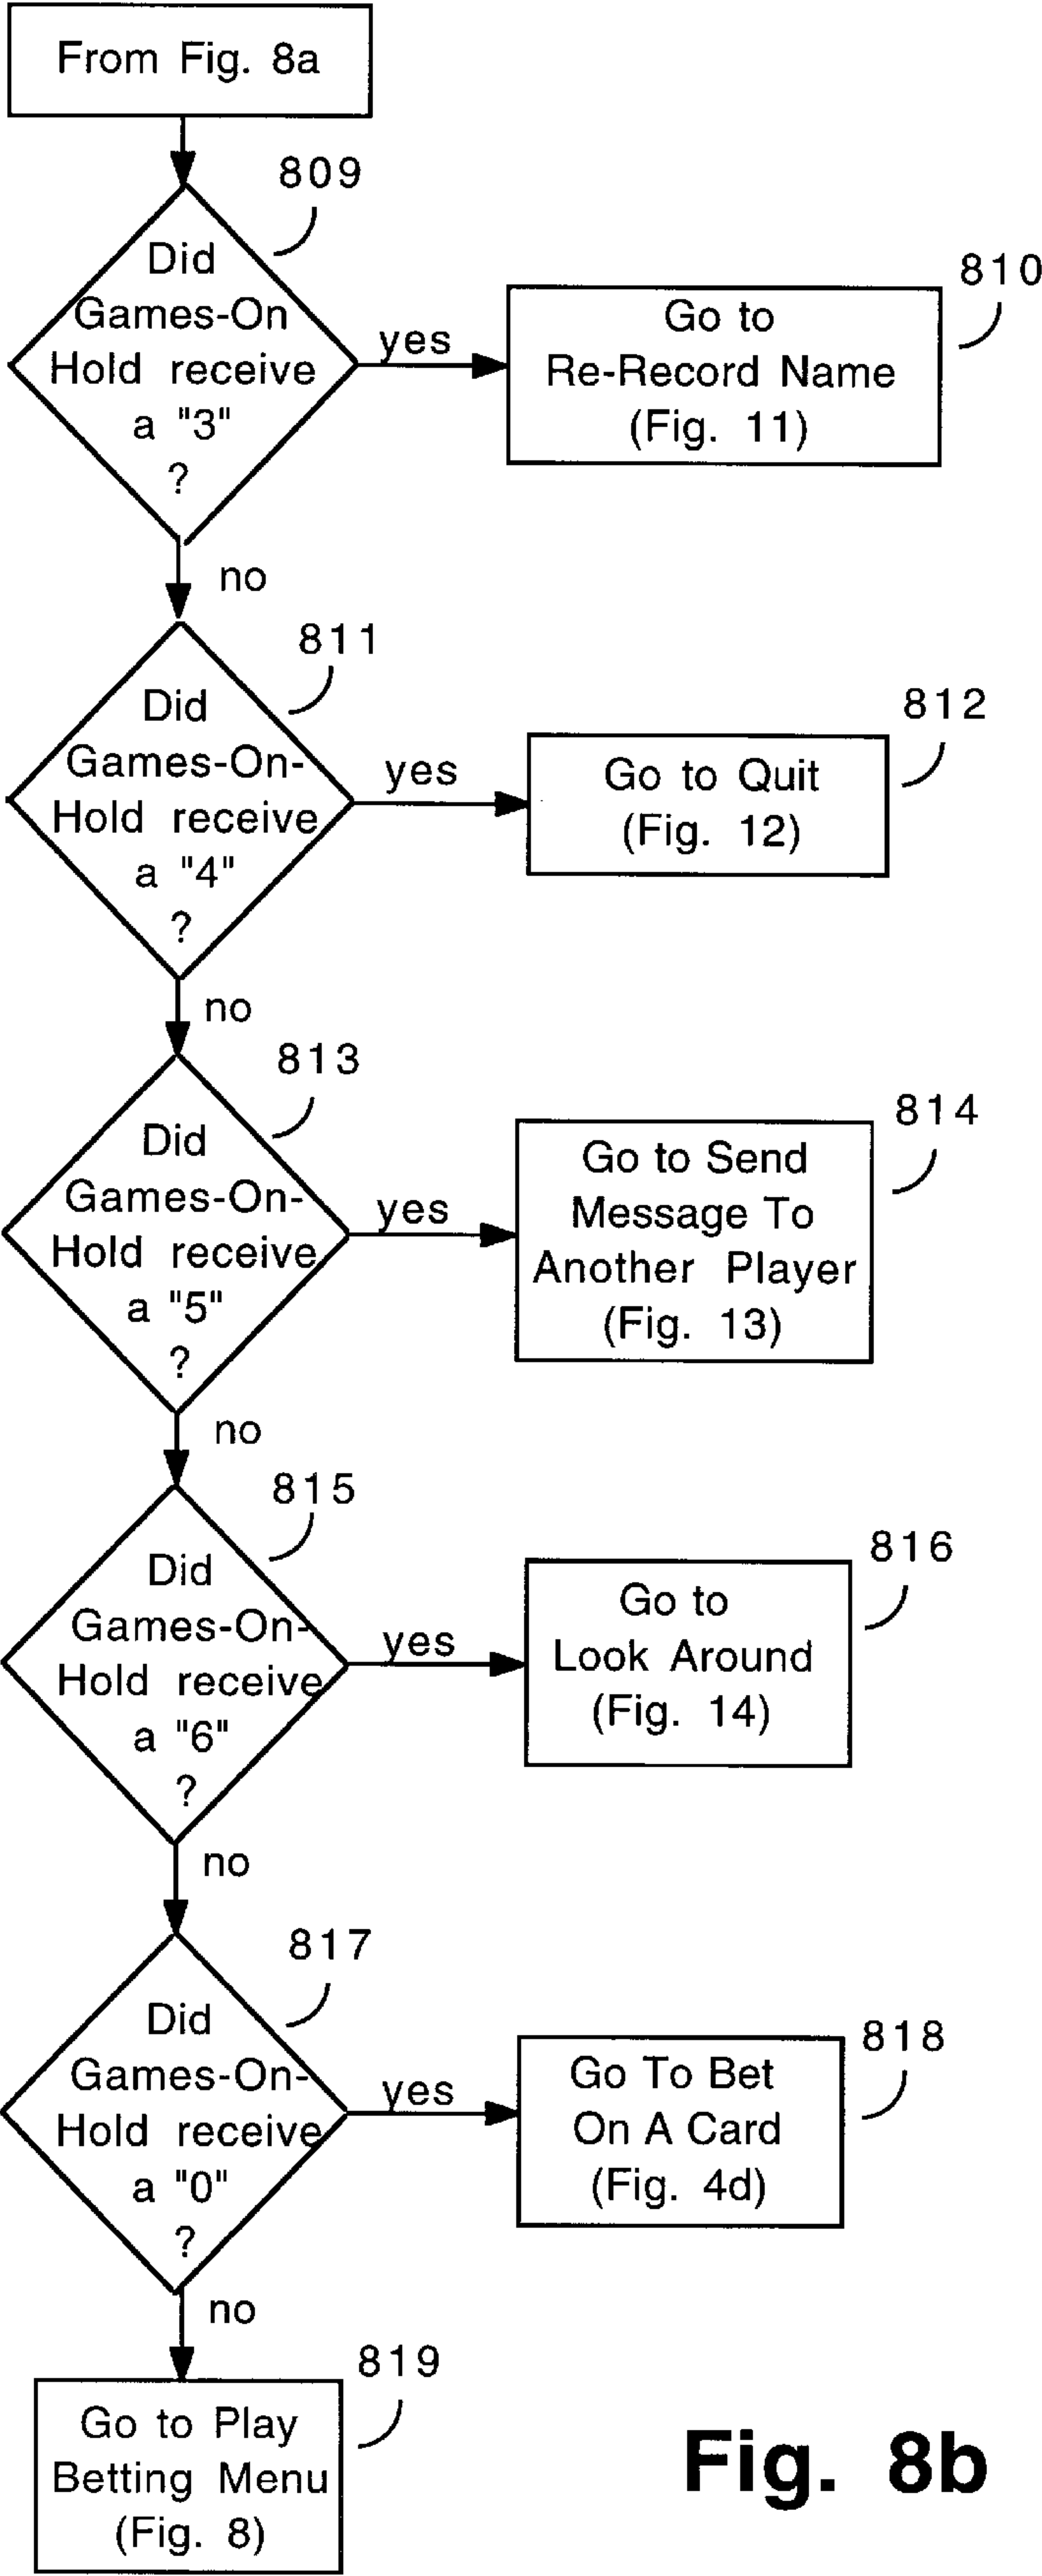 From Fig. 8a
809
Did
Games-On
Hold receive
a "3"
?
yes
810
Go to
Re-Record Name
(Fig. 11)
no
811
Did
Games-On-
Hold receive
a "4"
?
yes
812
Go to Quit
(Fig. 12)
no
813
Did
Games-On-
Hold receive
a "5"
?
yes
814
Go to Send
Message To
Another Player
(Fig. 13)
no
815
Did
Games-On-
Hold receive
a "6"
?
yes
816
Go to
Look Around
(Fig. 14)
no
817
Did
Games-On-
Hold receive
a "0"
?
yes
818
Go To Bet
On A Card
(Fig. 4d)
no
819
Go to Play
Betting Menu
(Fig. 8)
Fig. 8b